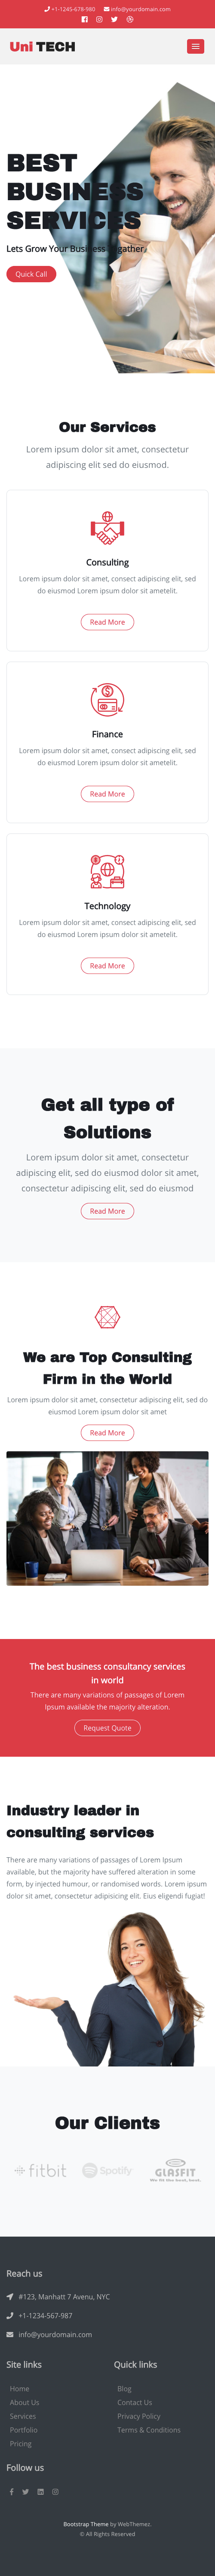 +1-1245-678-980 info@yourdomain.com
Uni TECH
BEST
BUSINESS
SERVICES
Lets Grow Your Business
Quick Call
Our Services
Lorem ipsum dolor sit amet, consectetur
adipiscing elit sed do eiusmod.
Consulting
Lorem ipsum dolor sit amet, consect adipiscing elit, sed
do eiusmod Lorem ipsum dolor sit ametelit.
Read More
Finance
Lorem ipsum dolor sit amet, consect adipiscing elit, sed
do eiusmod Lorem ipsum dolor sit ametelit.
Read More
Technology
Lorem ipsum dolor sit amet, consect adipiscing elit, sed
do eiusmod Lorem ipsum dolor sit ametelit.
Read More
Get all type of
Solutions
Lorem ipsum dolor sit amet, consectetur
adipiscing elit, sed do eiusmod dolor sit amet,
consectetur adipiscing elit, sed do eiusmod
Read More
We are Top Consulting
Firm in the World
Lorem ipsum dolor sit amet, consectetur adipiscing elit, sed do
eiusmod Lorem ipsum dolor sit amet
Read More
The best business consultancy services
in world
There are many variations of passages of Lorem
Ipsum available the majority alteration.
Request Quote
Industry leader in
consulting services
There are many variations of passages of Lorem Ipsum
available, but the majority have suffered alteration in some
form, by injected humour, or randomised words. Lorem ipsum
dolor sit amet, consectetur adipisicing elit. Eius eligendi fugiat!
Our Clients
fitbit Spotify GLASFIT
Reach us
#123, Manhatt 7 Avenu, NYC
+1-1234-567-987
info@yourdomain.com
Site links
Home
About Us
Services
Portfolio
Pricing
Quick links
Blog
Contact Us
Privacy Policy
Terms & Conditions
Follow us
Bootstrap Theme by WebThemez.
© All Rights Reserved